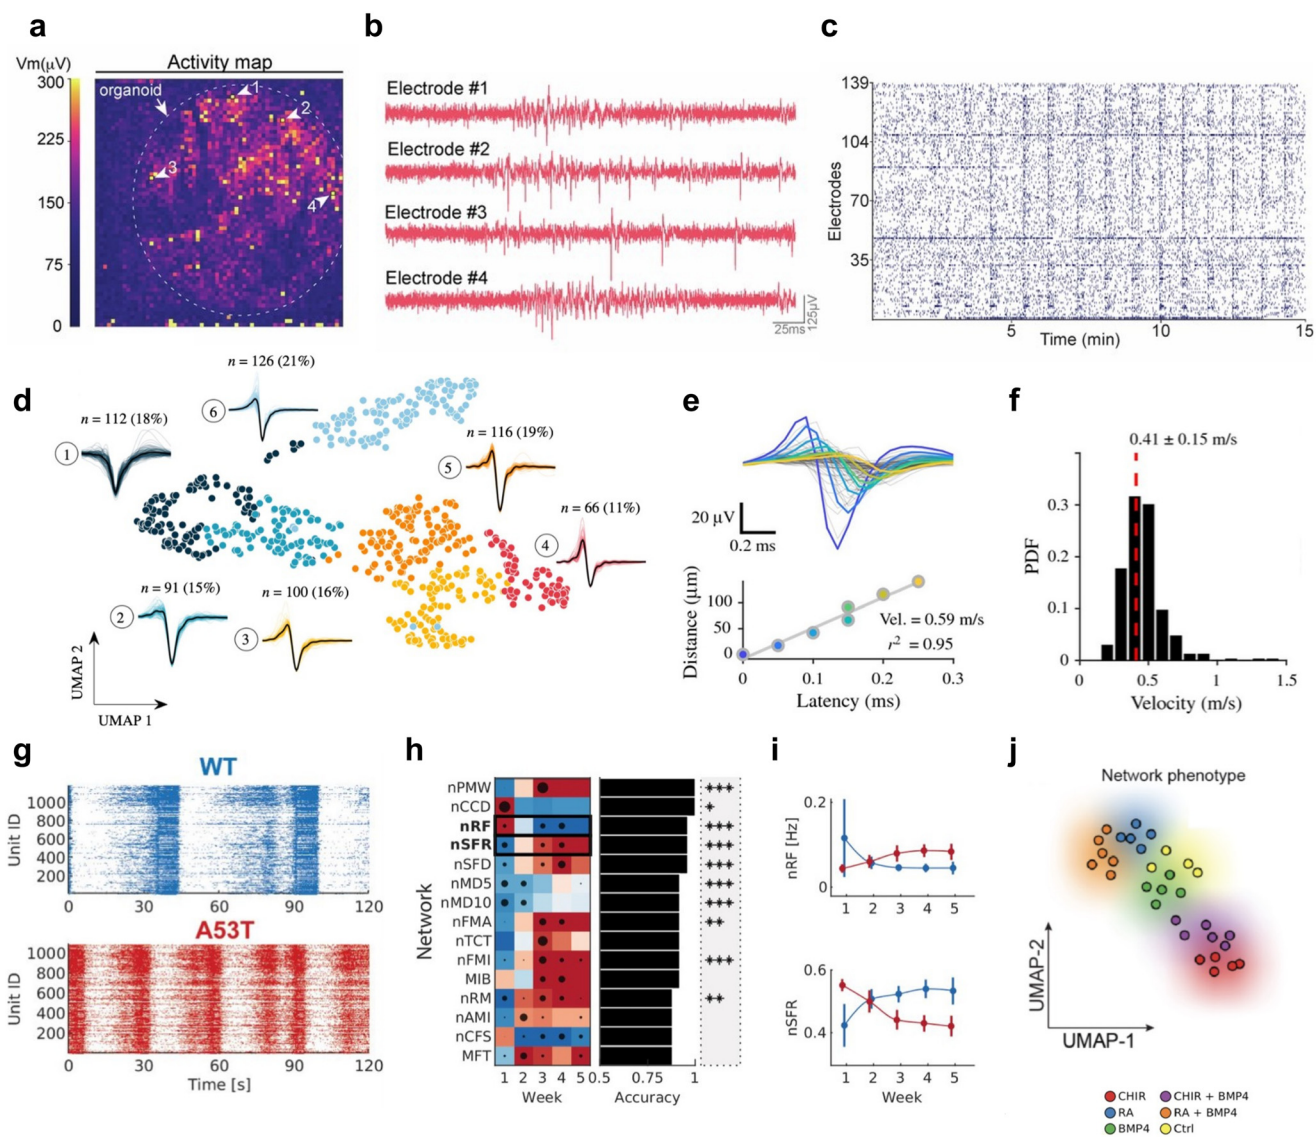 a
Vm(µV)
300
225
150
75
0
Activity map
organoid
1
2
3
4
b
Electrode #1
Electrode #2
Electrode #3
Electrode #4
125µV
25ms
c
Electrodes
139
104
70
35
5
10
15
Time (min)
d
n = 126 (21%)
6
n = 112 (18%)
1
n = 116 (19%)
5
n = 66 (11%)
4
n = 91 (15%)
2
n = 100 (16%)
3
UMAP 2
UMAP 1
e
20 µV
0.2 ms
Distance (µm)
100
50
0
Vel. = 0.59 m/s
r² = 0.95
0 0.1 0.2 0.3
Latency (ms)
f
0.41 ± 0.15 m/s
PDF
0.3
0.2
0.1
0
0 0.5 1 1.5
Velocity (m/s)
g
WT
Unit ID
1000
800
600
400
200
0 30 60 90 120
A53T
Unit ID
1000
800
600
400
200
0 30 60 90 120
Time [s]
h
Network
nPMW
nCCD
nRF
nSFR
nSFD
nMD5
nMD10
nFMA
nTCT
nFMI
MIB
nRM
nAMI
nCFS
MFT
1 2 3 4 5
Week
0.5 0.75 1
Accuracy
i
nRF [Hz]
0.2
0
1 2 3 4 5
nSFR
0.6
0.4
1 2 3 4 5
Week
j
Network phenotype
UMAP-2
UMAP-1
CHIR
CHIR + BMP4
RA
RA + BMP4
BMP4
Ctrl